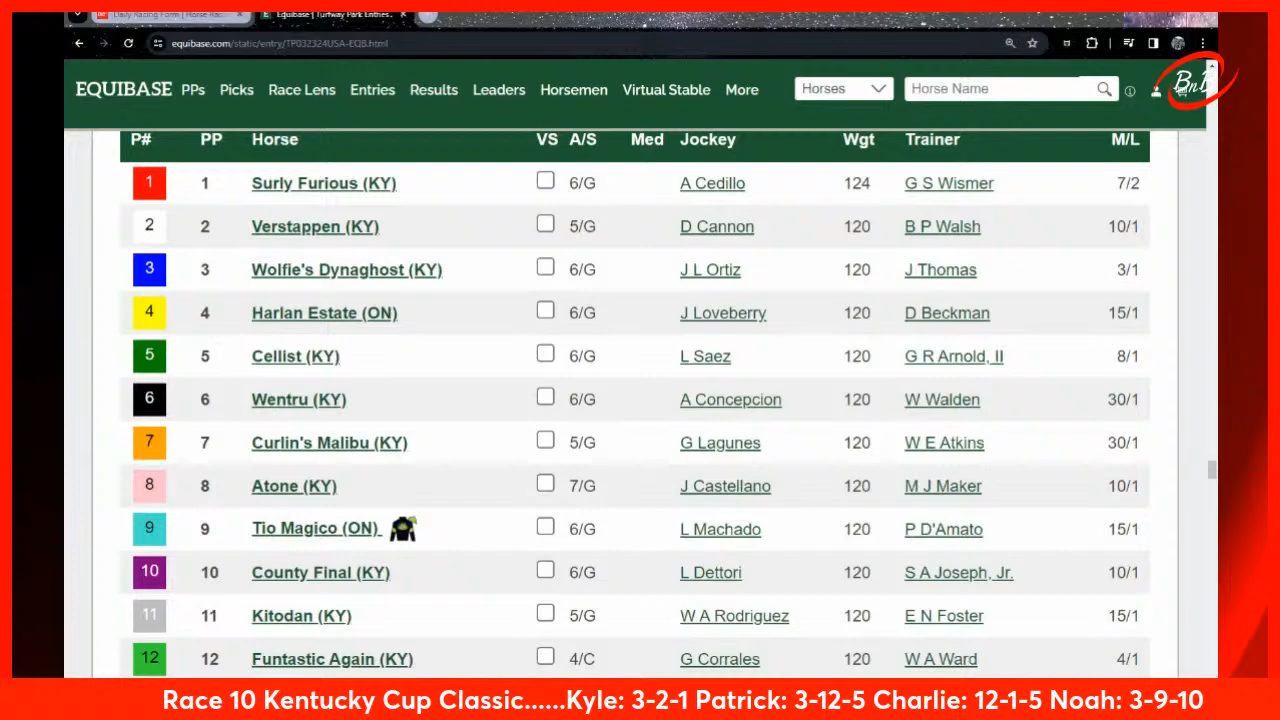 Daily Racing Form | Horse Rac
Equibase | Turfway Park Entries
equibase.com/static/entry/TP032324USA-EQB.html
BnB
EQUIBASE PPs Picks Race Lens Entries Results Leaders Horsemen Virtual Stable More Horses Horse Name
P# PP Horse VS A/S Med Jockey Wgt Trainer M/L
1 1 Surly Furious (KY) 6/G A Cedillo 124 G S Wismer 7/2
2 2 Verstappen (KY) 5/G D Cannon 120 B P Walsh 10/1
3 3 Wolfie's Dynaghost (KY) 6/G J L Ortiz 120 J Thomas 3/1
4 4 Harlan Estate (ON) 6/G J Loveberry 120 D Beckman 15/1
5 5 Cellist (KY) 6/G L Saez 120 G R Arnold, II 8/1
6 6 Wentru (KY) 6/G A Concepcion 120 W Walden 30/1
7 7 Curlin's Malibu (KY) 5/G G Lagunes 120 W E Atkins 30/1
8 8 Atone (KY) 7/G J Castellano 120 M J Maker 10/1
9 9 Tio Magico (ON) 6/G L Machado 120 P D'Amato 15/1
10 10 County Final (KY) 6/G L Dettori 120 S A Joseph, Jr. 10/1
11 11 Kitodan (KY) 5/G W A Rodriguez 120 E N Foster 15/1
12 12 Funtastic Again (KY) 4/C G Corrales 120 W A Ward 4/1
Race 10 Kentucky Cup Classic......Kyle: 3-2-1 Patrick: 3-12-5 Charlie: 12-1-5 Noah: 3-9-10